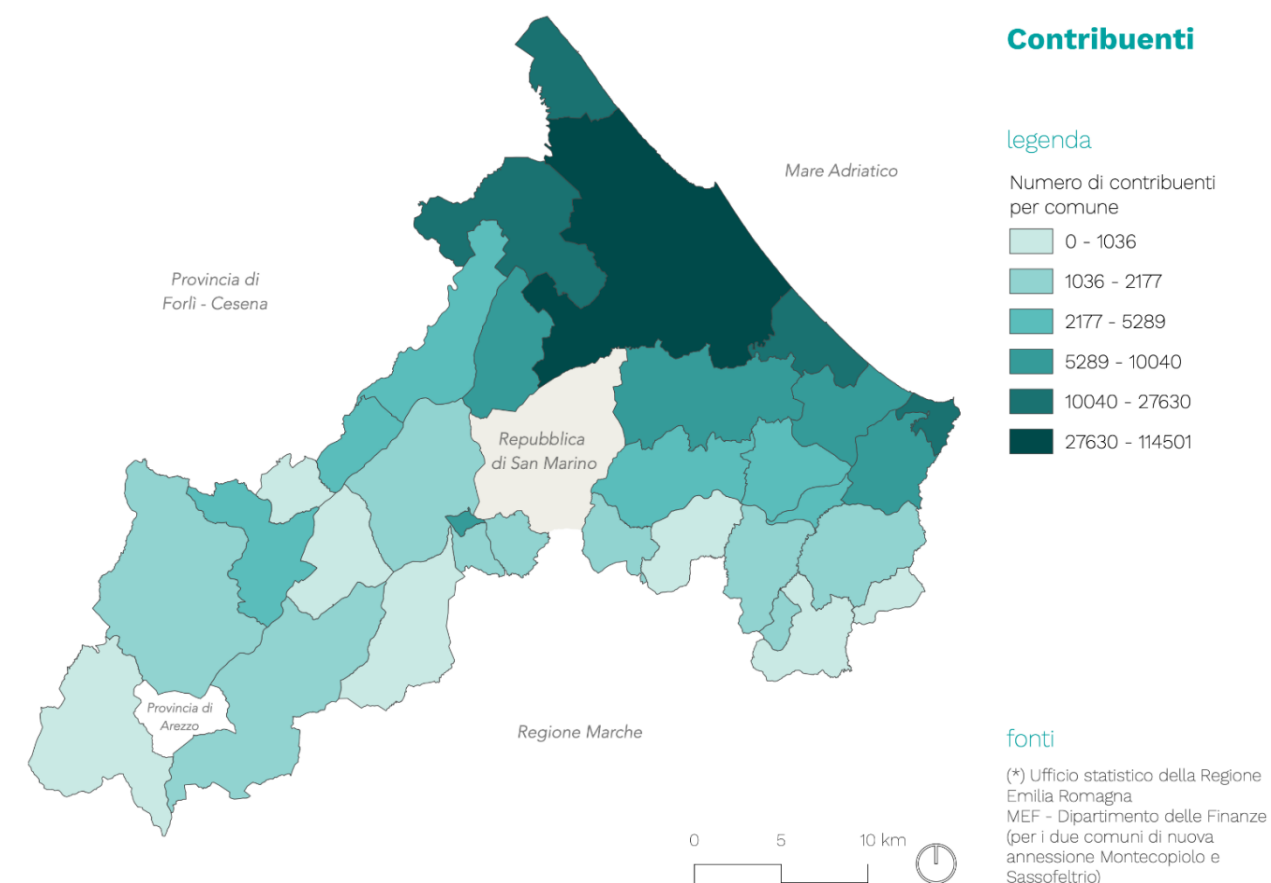 Contribuenti
legenda
Numero di contribuenti
per comune
0 - 1036
1036 - 2177
2177 - 5289
5289 - 10040
10040 - 27630
27630 - 114501
Mare Adriatico
Provincia di
Forlì - Cesena
Repubblica
di San Marino
Provincia di
Arezzo
Regione Marche
fonti
(*) Ufficio statistico della Regione
Emilia Romagna
MEF - Dipartimento delle Finanze
(per i due comuni di nuova
annessione Montecopiolo e
Sassofeltrio)
0 5 10 km